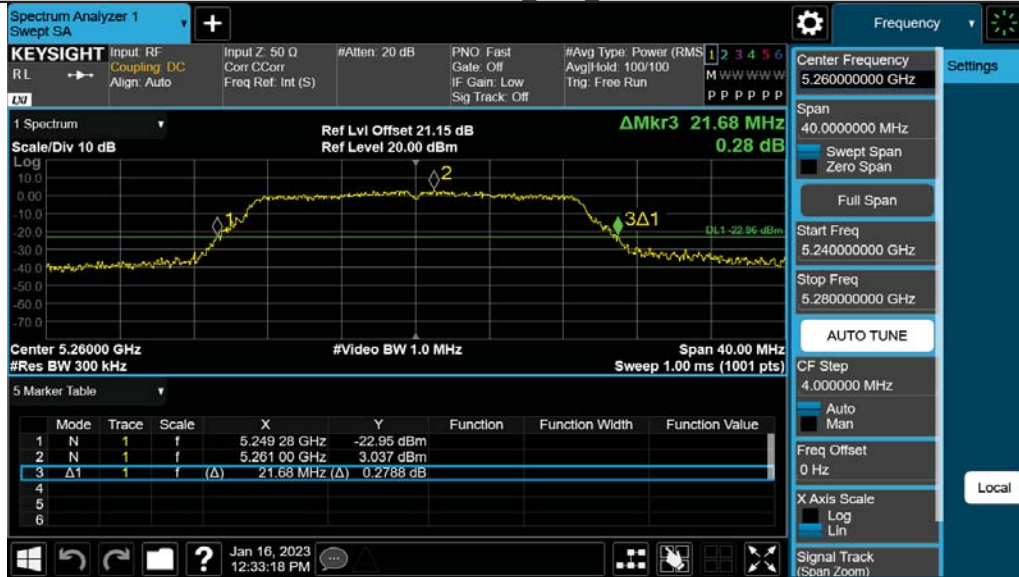 Spectrum Analyzer 1
Swept SA
+
Frequency
KEYSIGHT
RL
LXI
Input: RF
Coupling: DC
Align: Auto
Input Z: 50 Ω
Corr CCorr
Freq Ref: Int (S)
#Atten: 20 dB
PNO: Fast
Gate: Off
IF Gain: Low
Sig Track: Off
#Avg Type: Power (RMS
Avg|Hold: 100/100
Trig: Free Run
1 2 3 4 5 6
M W W W W W
P P P P P P
1 Spectrum
Scale/Div 10 dB
Ref Lvl Offset 21.15 dB
Ref Level 20.00 dBm
ΔMkr3 21.68 MHz
0.28 dB
Log
10.0
0.00
-10.0
-20.0
-30.0
-40.0
-50.0
-60.0
-70.0
1
2
3Δ1
DL1 -22.96 dBm
Center 5.26000 GHz
#Res BW 300 kHz
#Video BW 1.0 MHz
Span 40.00 MHz
Sweep 1.00 ms (1001 pts)
5 Marker Table
Mode Trace Scale X Y Function Function Width Function Value
1 N 1 f 5.249 28 GHz -22.95 dBm
2 N 1 f 5.261 00 GHz 3.037 dBm
3 Δ1 1 f (Δ) 21.68 MHz (Δ) 0.2788 dB
4
5
6
?
Jan 16, 2023
12:33:18 PM
Center Frequency
5.260000000 GHz
Span
40.0000000 MHz
Swept Span
Zero Span
Full Span
Start Freq
5.240000000 GHz
Stop Freq
5.280000000 GHz
AUTO TUNE
CF Step
4.000000 MHz
Auto
Man
Freq Offset
0 Hz
X Axis Scale
Log
Lin
Signal Track
(Span Zoom)
Settings
Local